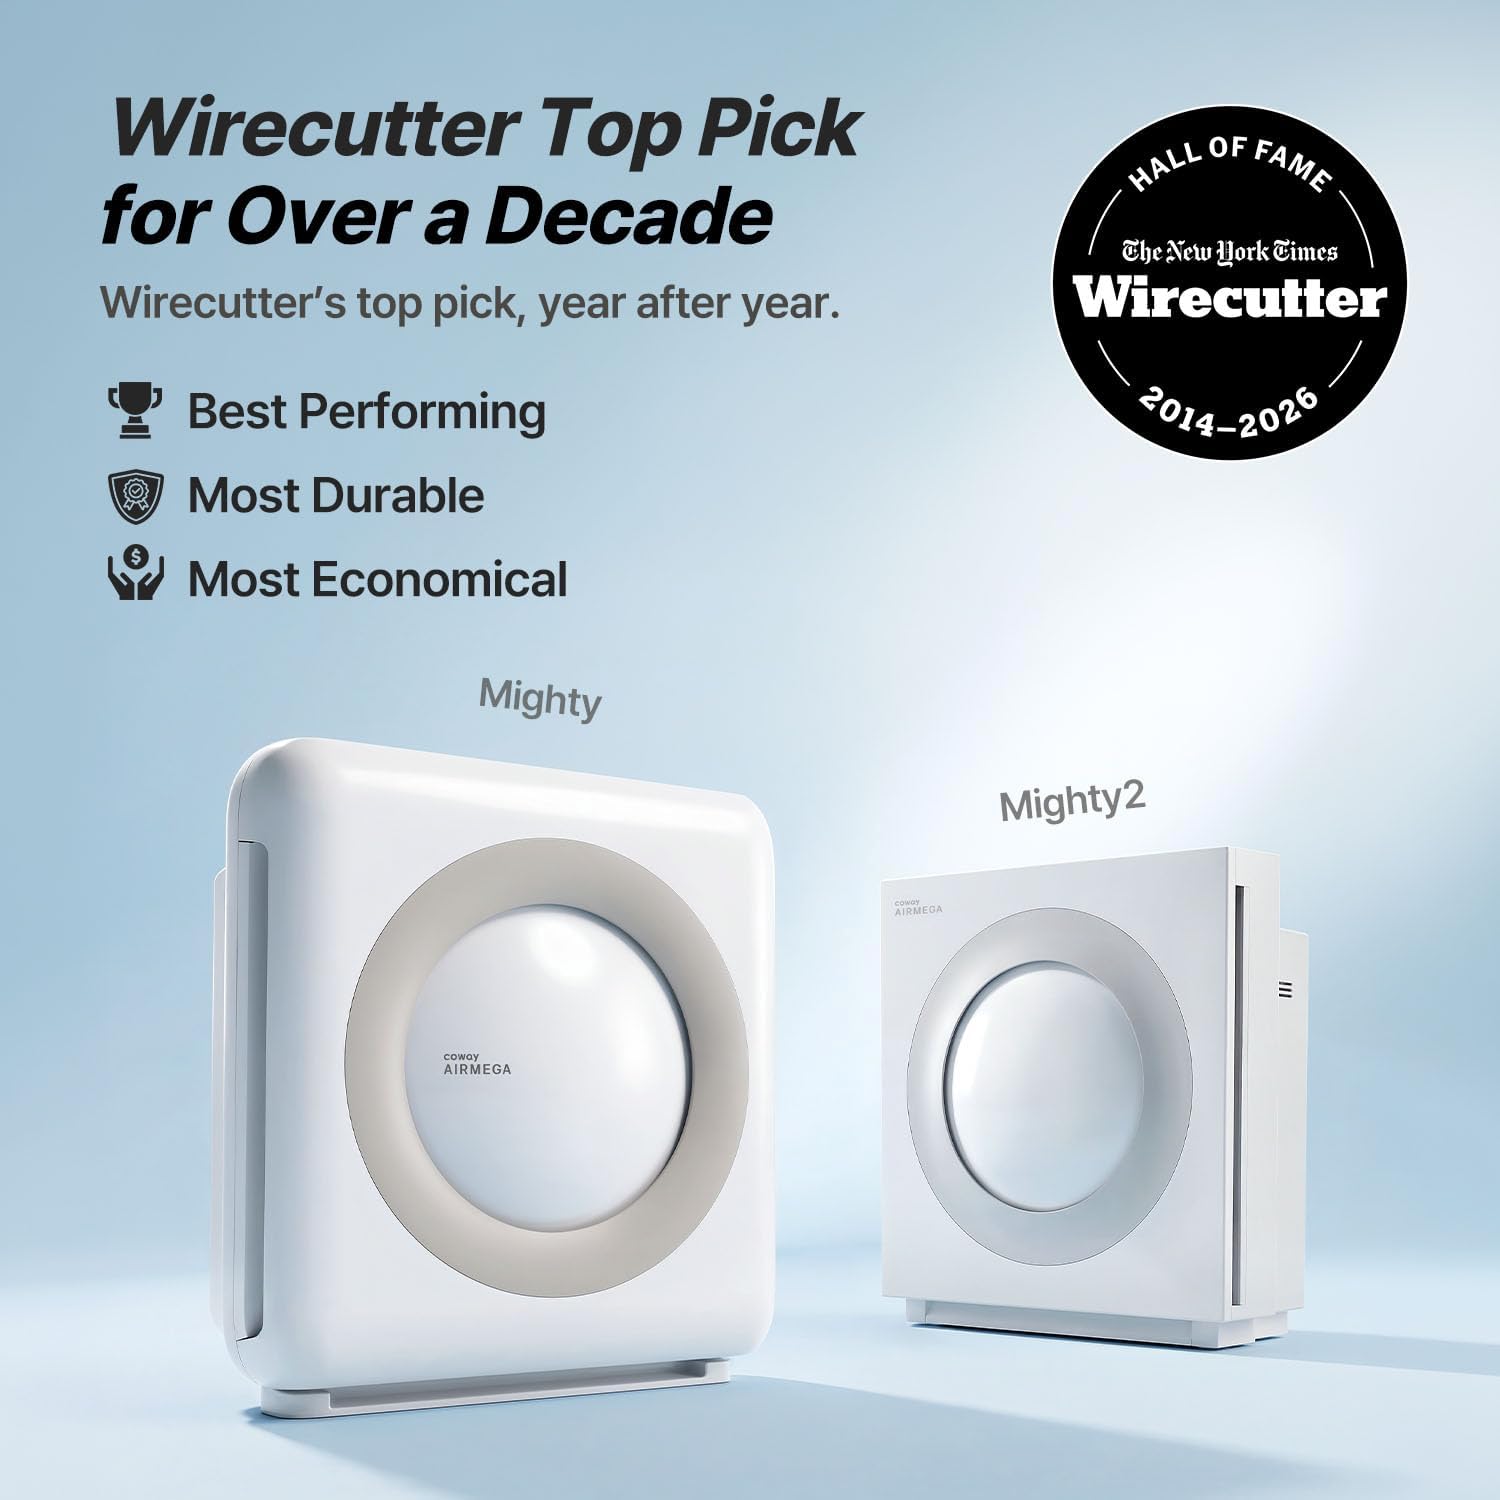 Wirecutter Top Pick
for Over a Decade
Wirecutter's top pick, year after year.
HALL OF FAME
The New York Times
Wirecutter
2014–2026
Best Performing
$
Most Durable
Most Economical
Mighty
Mighty2
coway
AIRMEGA
coway
AIRMEGA